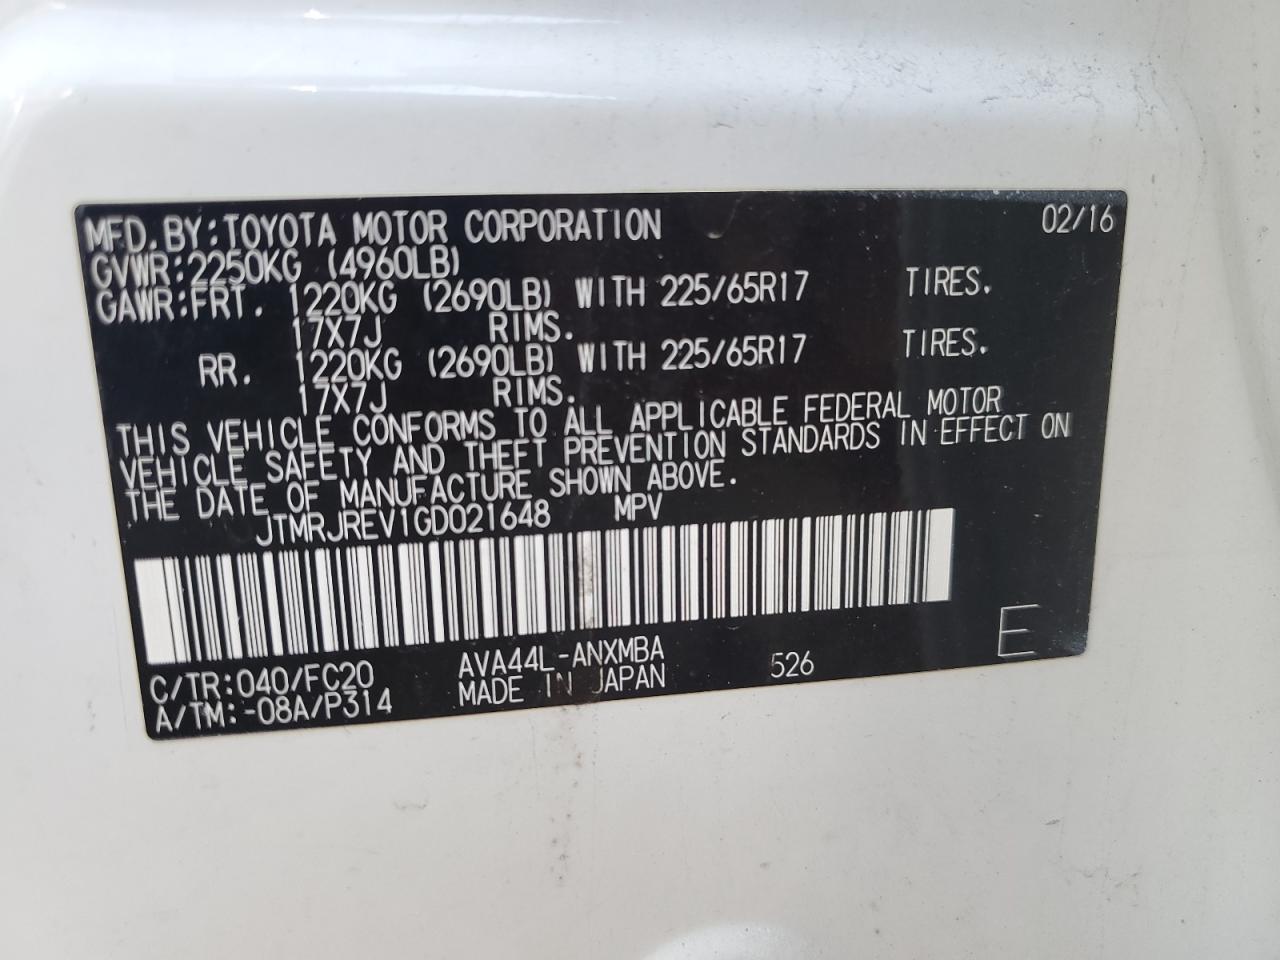 MFD. BY: TOYOTA MOTOR CORPORATION 02/16
GVWR: 2250KG (4960LB)
GAWR: FRT. 1220KG (2690LB) WITH 225/65R17 TIRES.
17X7J RIMS.
RR. 1220KG (2690LB) WITH 225/65R17 TIRES.
17X7J RIMS.
THIS VEHICLE CONFORMS TO ALL APPLICABLE FEDERAL MOTOR
VEHICLE SAFETY AND THEFT PREVENTION STANDARDS IN EFFECT ON
THE DATE OF MANUFACTURE SHOWN ABOVE.
JTMRJREV1GD021648 MPV
C/TR: 040/FC20 AVA44L-ANXMBA 526 E
A/TM: -08A/P314 MADE IN JAPAN